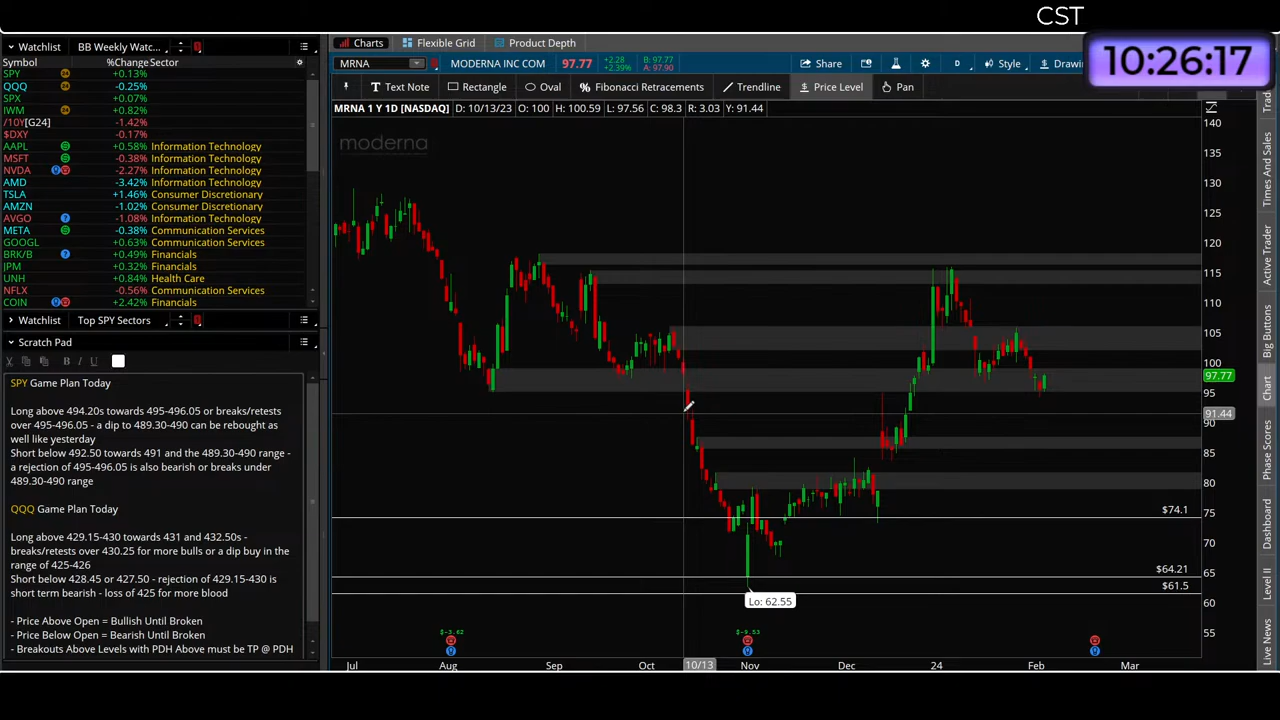 CST
10:26:17
Watchlist BB Weekly Watc...
Symbol %Change Sector
SPY +0.13%
QQQ -0.25%
SPX +0.07%
IWM +0.82%
/10Y[G24] -1.42%
$DXY -0.17%
AAPL +0.58% Information Technology
MSFT -0.38% Information Technology
NVDA -2.27% Information Technology
AMD -3.42% Information Technology
TSLA +1.46% Consumer Discretionary
AMZN -1.02% Consumer Discretionary
AVGO -1.08% Information Technology
META -0.38% Communication Services
GOOGL +0.63% Communication Services
BRK/B +0.49% Financials
JPM +0.32% Financials
UNH +0.84% Health Care
NFLX -0.56% Communication Services
COIN +2.42% Financials
Watchlist Top SPY Sectors
Scratch Pad
B I U
SPY Game Plan Today
Long above 494.20s towards 495-496.05 or breaks/retests
over 495-496.05 - a dip to 489.30-490 can be rebought as
well like yesterday
Short below 492.50 towards 491 and the 489.30-490 range -
a rejection of 495-496.05 is also bearish or breaks under
489.30-490 range
QQQ Game Plan Today
Long above 429.15-430 towards 431 and 432.50s -
breaks/retests over 430.25 for more bulls or a dip buy in the
range of 425-426
Short below 428.45 or 427.50 - rejection of 429.15-430 is
short term bearish - loss of 425 for more blood
- Price Above Open = Bullish Until Broken
- Price Below Open = Bearish Until Broken
- Breakouts Above Levels with PDH Above must be TP @ PDH
Charts Flexible Grid Product Depth
MRNA MODERNA INC COM 97.77 +2.28 +2.39% B: 97.77 A: 97.90 Share D Style Drawin
Text Note Rectangle Oval Fibonacci Retracements Trendline Price Level Pan
MRNA 1 Y 1D [NASDAQ] D: 10/13/23 O: 100 H: 100.59 L: 97.56 C: 98.3 R: 3.03 Y: 91.44
moderna
140
135
130
125
120
115
110
105
100
97.77
95
91.44
90
85
80
75
70
65
60
55
$74.1
$64.21
$61.5
Lo: 62.55
$-3.62
$-9.53
Jul Aug Sep Oct 10/13 Nov Dec 24 Feb Mar
Trad
Times And Sales
Active Trader
Big Buttons
Chart
Phase Scores
Dashboard
Level II
Live News